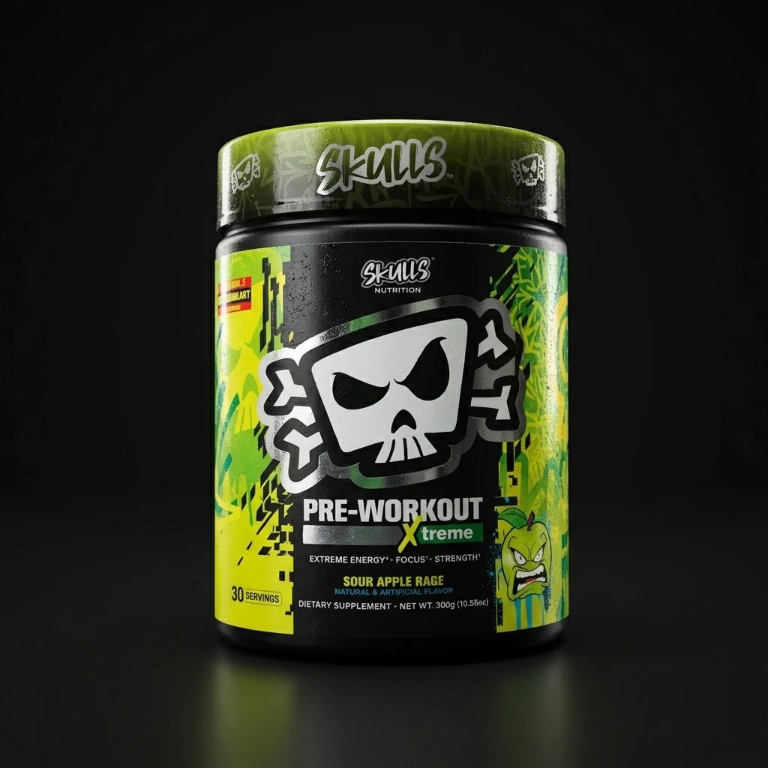 SKULLS
SKULLS
NUTRITION
PRE-WORKOUT
Xtreme
EXTREME ENERGY⁺ • FOCUS⁺ • STRENGTH⁺
SOUR APPLE RAGE
NATURAL & ARTIFICIAL FLAVOR
30 SERVINGS
DIETARY SUPPLEMENT • NET WT. 300g (10.55oz)